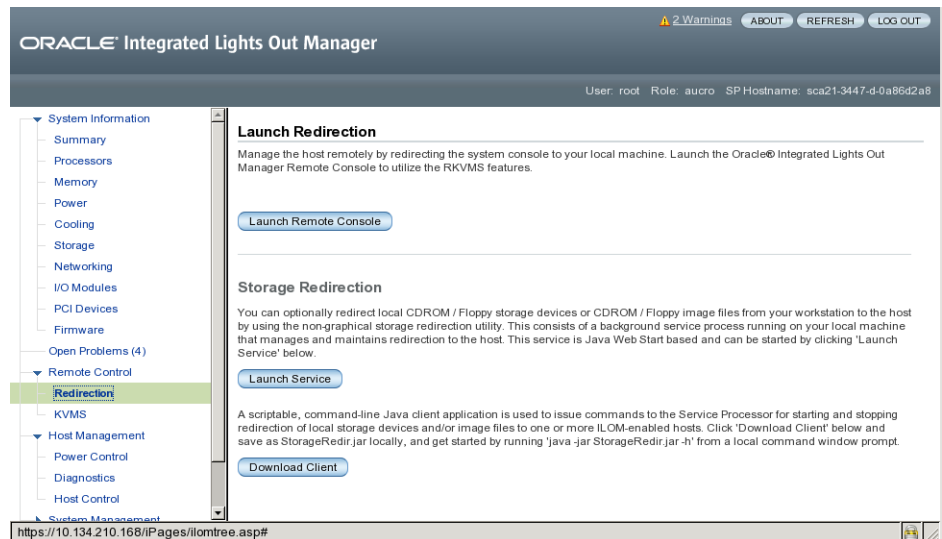 2 Warnings ABOUT REFRESH LOG OUT
ORACLE® Integrated Lights Out Manager
User: root Role: aucro SP Hostname: sca21-3447-d-0a86d2a8
System Information
Summary
Processors
Memory
Power
Cooling
Storage
Networking
I/O Modules
PCI Devices
Firmware
Open Problems (4)
Remote Control
Redirection
KVMS
Host Management
Power Control
Diagnostics
Host Control
System Management
Launch Redirection
Manage the host remotely by redirecting the system console to your local machine. Launch the Oracle® Integrated Lights Out
Manager Remote Console to utilize the RKVMS features.
Launch Remote Console
Storage Redirection
You can optionally redirect local CDROM / Floppy storage devices or CDROM / Floppy image files from your workstation to the host
by using the non-graphical storage redirection utility. This consists of a background service process running on your local machine
that manages and maintains redirection to the host. This service is Java Web Start based and can be started by clicking 'Launch
Service' below.
Launch Service
A scriptable, command-line Java client application is used to issue commands to the Service Processor for starting and stopping
redirection of local storage devices and/or image files to one or more ILOM-enabled hosts. Click 'Download Client' below and
save as StorageRedir.jar locally, and get started by running 'java -jar StorageRedir.jar -h' from a local command window prompt.
Download Client
https://10.134.210.168/iPages/ilomtree.asp#